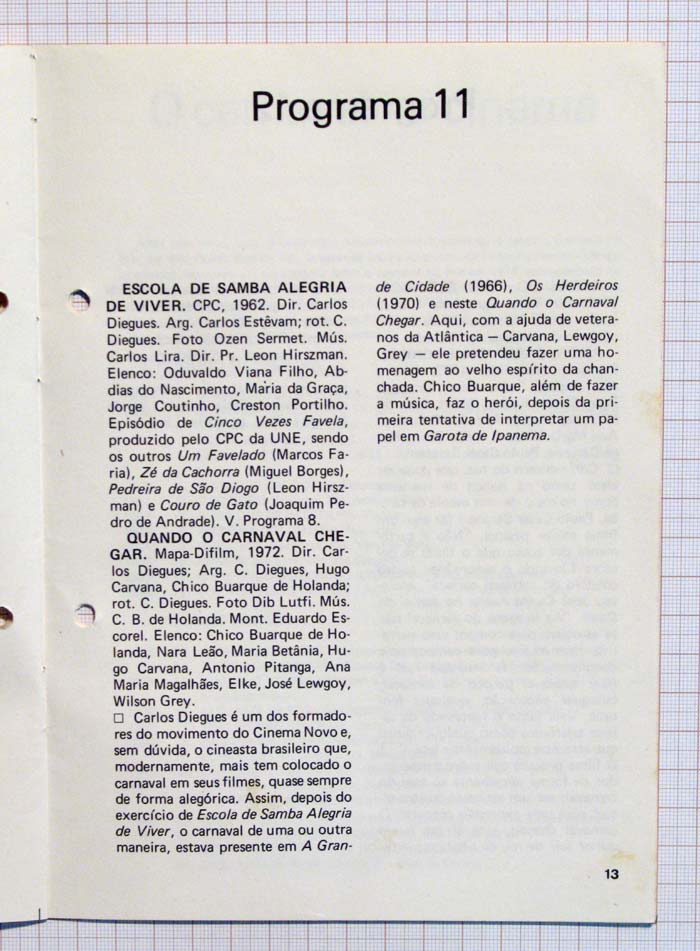 Programa 11
ESCOLA DE SAMBA ALEGRIA
DE VIVER. CPC, 1962. Dir. Carlos
Diegues. Arg. Carlos Estêvam; rot. C.
Diegues. Foto Ozen Sermet. Mús.
Carlos Lira. Dir. Pr. Leon Hirszman.
Elenco: Oduvaldo Viana Filho, Ab-
dias do Nascimento, Maria da Graça,
Jorge Coutinho, Creston Portilho.
Episódio de Cinco Vezes Favela,
produzido pelo CPC da UNE, sendo
os outros Um Favelado (Marcos Fa-
ria), Zé da Cachorra (Miguel Borges),
Pedreira de São Diogo (Leon Hirsz-
man) e Couro de Gato (Joaquim Pe-
dro de Andrade). V. Programa 8.
QUANDO O CARNAVAL CHE-
GAR. Mapa-Difilm, 1972. Dir. Car-
los Diegues; Arg. C. Diegues, Hugo
Carvana, Chico Buarque de Holanda;
rot. C. Diegues. Foto Dib Lutfi. Mús.
C. B. de Holanda. Mont. Eduardo Es-
corel. Elenco: Chico Buarque de Ho-
landa, Nara Leão, Maria Betânia, Hu-
go Carvana, Antonio Pitanga, Ana
Maria Magalhães, Elke, José Lewgoy,
Wilson Grey.
□ Carlos Diegues é um dos formado-
res do movimento do Cinema Novo e,
sem dúvida, o cineasta brasileiro que,
modernamente, mais tem colocado o
carnaval em seus filmes, quase sempre
de forma alegórica. Assim, depois do
exercício de Escola de Samba Alegria
de Viver, o carnaval de uma ou outra
maneira, estava presente em A Gran-
de Cidade (1966), Os Herdeiros
(1970) e neste Quando o Carnaval
Chegar. Aqui, com a ajuda de vetera-
nos da Atlântica — Carvana, Lewgoy,
Grey — ele pretendeu fazer uma ho-
menagem ao velho espírito da chan-
chada. Chico Buarque, além de fazer
a música, faz o herói, depois da pri-
meira tentativa de interpretar um pa-
pel em Garota de Ipanema.
13